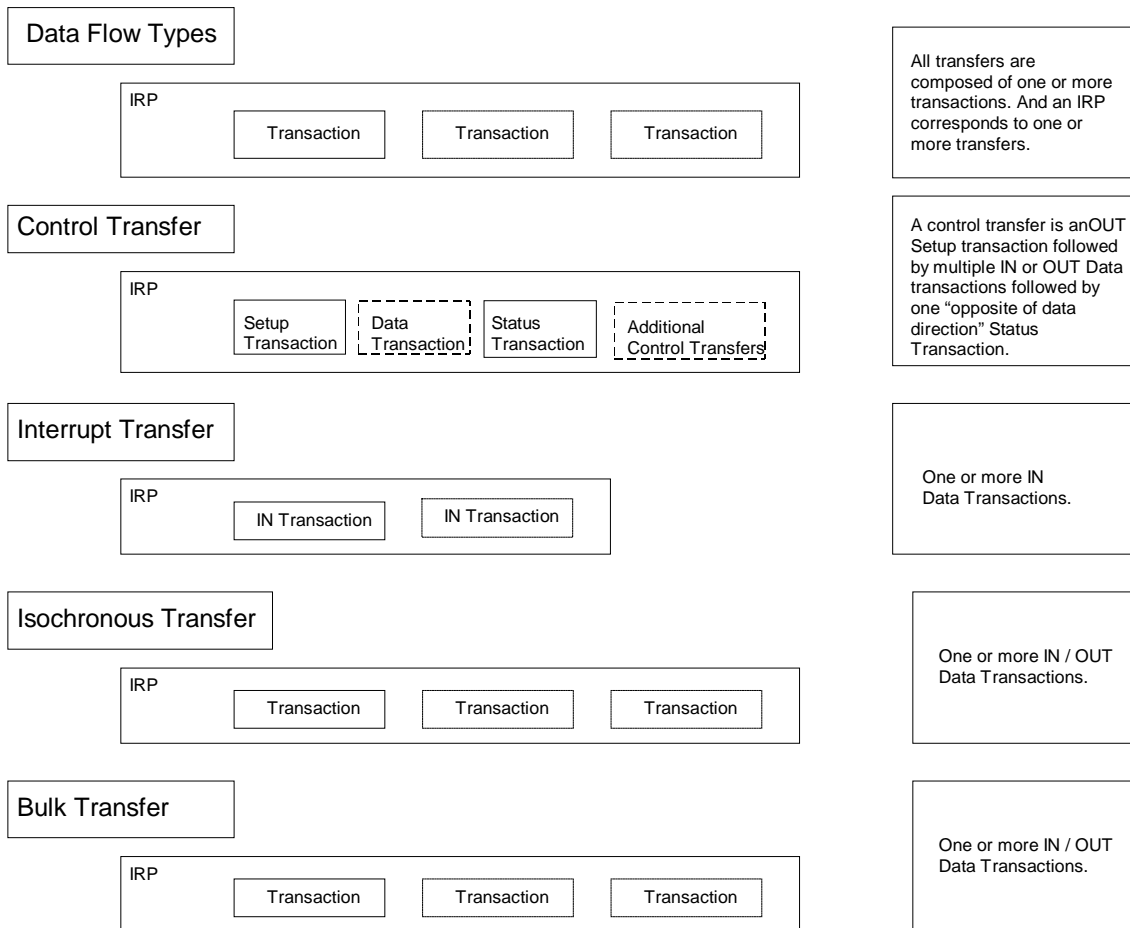 Data Flow Types
IRP
Transaction
Transaction
Transaction
All transfers are
composed of one or more
transactions. And an IRP
corresponds to one or
more transfers.
Control Transfer
IRP
Setup
Transaction
Data
Transaction
Status
Transaction
Additional
Control Transfers
A control transfer is anOUT
Setup transaction followed
by multiple IN or OUT Data
transactions followed by
one “opposite of data
direction” Status
Transaction.
Interrupt Transfer
IRP
IN Transaction
IN Transaction
One or more IN
Data Transactions.
Isochronous Transfer
IRP
Transaction
Transaction
Transaction
One or more IN / OUT
Data Transactions.
Bulk Transfer
IRP
Transaction
Transaction
Transaction
One or more IN / OUT
Data Transactions.